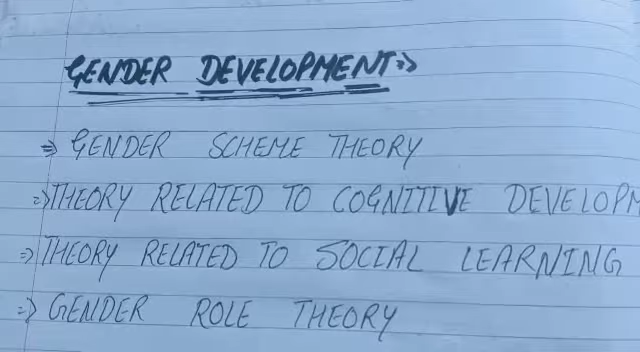 GENDER DEVELOPMENT⇒
⇒ GENDER SCHEME THEORY
⇒ THEORY RELATED TO COGNITIVE DEVELOPM
⇒ THEORY RELATED TO SOCIAL LEARNING
⇒ GENDER ROLE THEORY